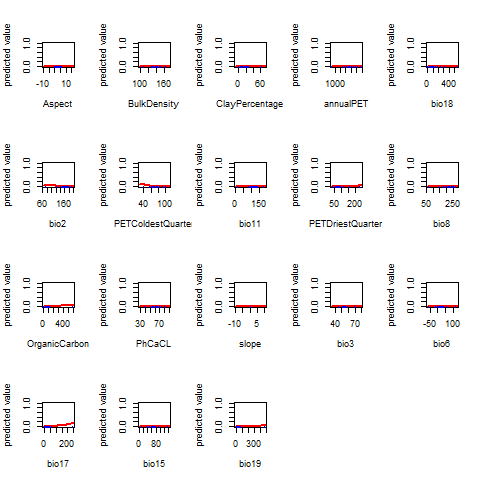 predicted value predicted value predicted value predicted value predicted value
0.0 1.0 0.0 1.0 0.0 1.0 0.0 1.0 0.0 1.0
-10 10 100 160 0 60 1000 0 400
Aspect BulkDensity ClayPercentage annualPET bio18
predicted value predicted value predicted value predicted value predicted value
0.0 1.0 0.0 1.0 0.0 1.0 0.0 1.0 0.0 1.0
60 160 40 100 0 150 50 200 50 250
bio2 PETColdestQuarter bio11 PETDriestQuarter bio8
predicted value predicted value predicted value predicted value predicted value
0.0 1.0 0.0 1.0 0.0 1.0 0.0 1.0 0.0 1.0
0 400 30 70 -10 5 40 70 -50 100
OrganicCarbon PhCaCL slope bio3 bio6
predicted value predicted value predicted value
0.0 1.0 0.0 1.0 0.0 1.0
0 200 0 80 0 300
bio17 bio15 bio19